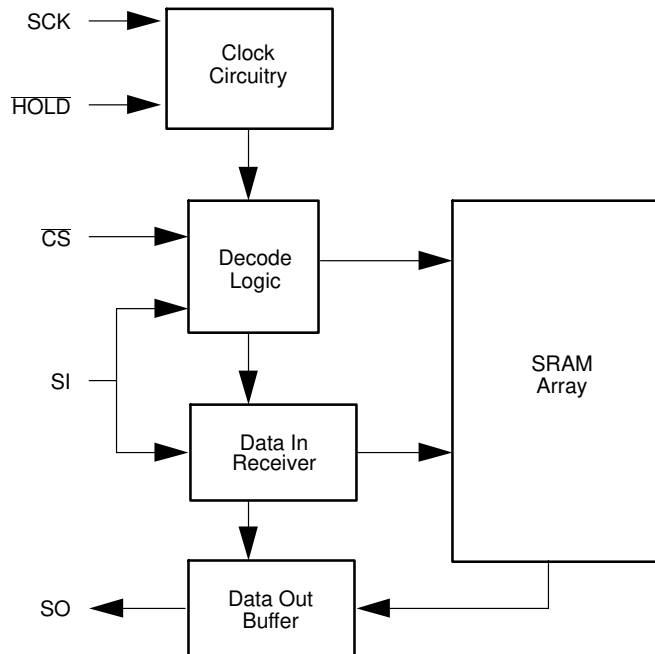 SCK
Clock
Circuitry
HOLD
CS
Decode
Logic
SI
SRAM
Array
Data In
Receiver
SO
Data Out
Buffer